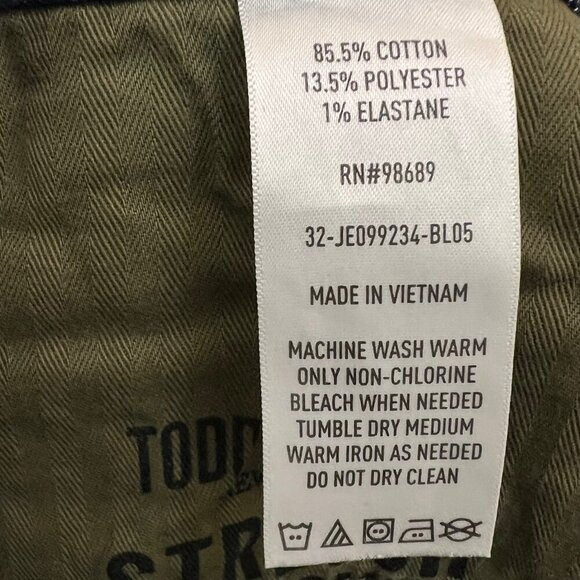 85.5% COTTON
13.5% POLYESTER
1% ELASTANE
RN#98689
32-JE099234-BL05
MADE IN VIETNAM
MACHINE WASH WARM
ONLY NON-CHLORINE
BLEACH WHEN NEEDED
TUMBLE DRY MEDIUM
WARM IRON AS NEEDED
DO NOT DRY CLEAN